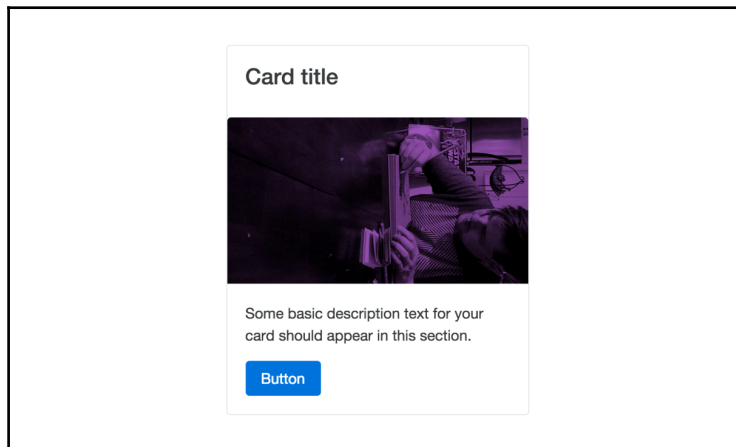 Card title
Some basic description text for your
card should appear in this section.
Button